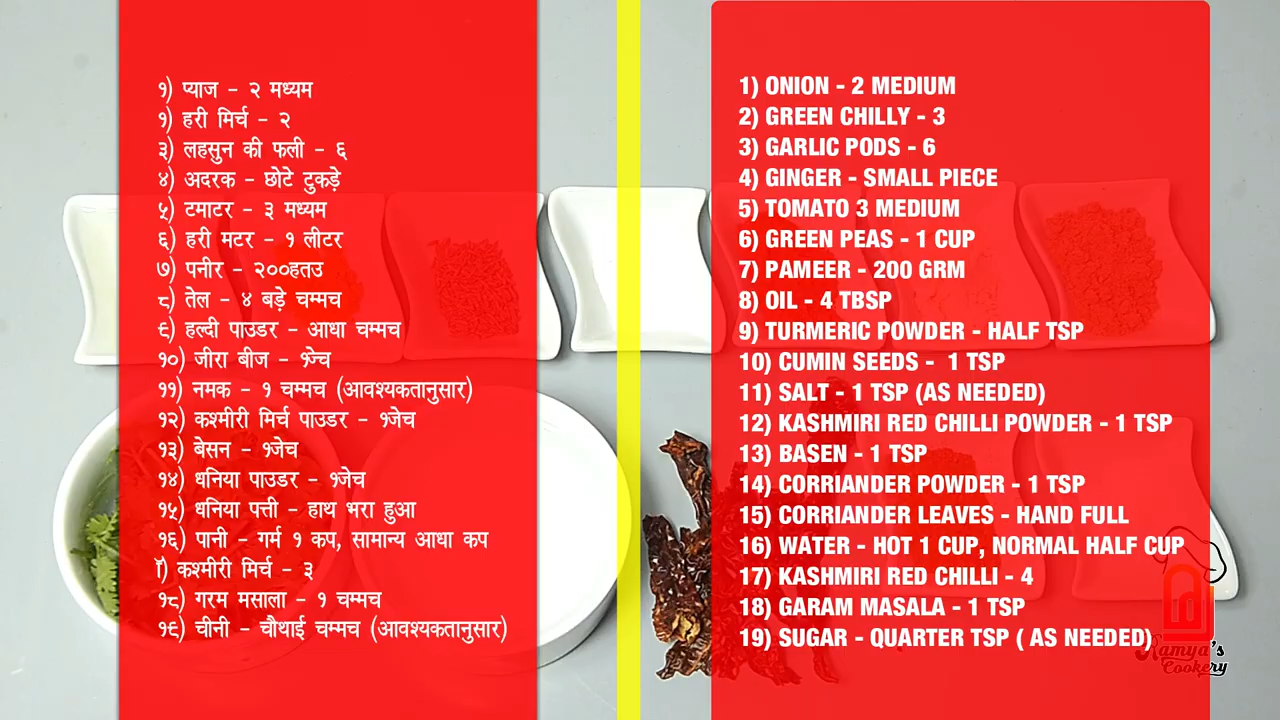 १) प्याज - २ मध्यम
१) हरी मिर्च - २
३) लहसुन की फली - ६
४) अदरक - छोटे टुकड़े
५) टमाटर - ३ मध्यम
६) हरी मटर - १ लीटर
७) पनीर - २००हतउ
८) तेल - ४ बड़े चम्मच
९) हल्दी पाउडर - आधा चम्मच
१०) जीरा बीज -
११) नमक - १ चम्मच (आवश्यकतानुसार)
१२) कश्मीरी मिर्च पाउडर - १जेच
१३) बेसन - १जेच
१४) धनिया पाउडर - १जेच
१५) धनिया पत्ती - हाथ भरा हुआ
१६) पानी - गर्म १ कप, सामान्य आधा कप
कश्मीरी मिर्च - ३
१८) गरम मसाला - १ चम्मच
१९) चीनी - चौथाई चम्मच (आवश्यकतानुसार)
1) ONION - 2 MEDIUM
2) GREEN CHILLY - 3
3) GARLIC PODS - 6
4) GINGER - SMALL PIECE
5) TOMATO 3 MEDIUM
6) GREEN PEAS - 1 CUP
7) PAMEER - 200 GRM
8) OIL - 4 TBSP
9) TURMERIC POWDER - HALF TSP
10) CUMIN SEEDS - 1 TSP
11) SALT - 1 TSP (AS NEEDED)
12) KASHMIRI RED CHILLI POWDER - 1 TSP
13) BASEN - 1 TSP
14) CORRIANDER POWDER - 1 TSP
15) CORRIANDER LEAVES - HAND FULL
16) WATER - HOT 1 CUP, NORMAL HALF CUP
17) KASHMIRI RED CHILLI - 4
18) GARAM MASALA - 1 TSP
19) SUGAR - QUARTER TSP ( AS NEEDED)
Ramya's
Cookery